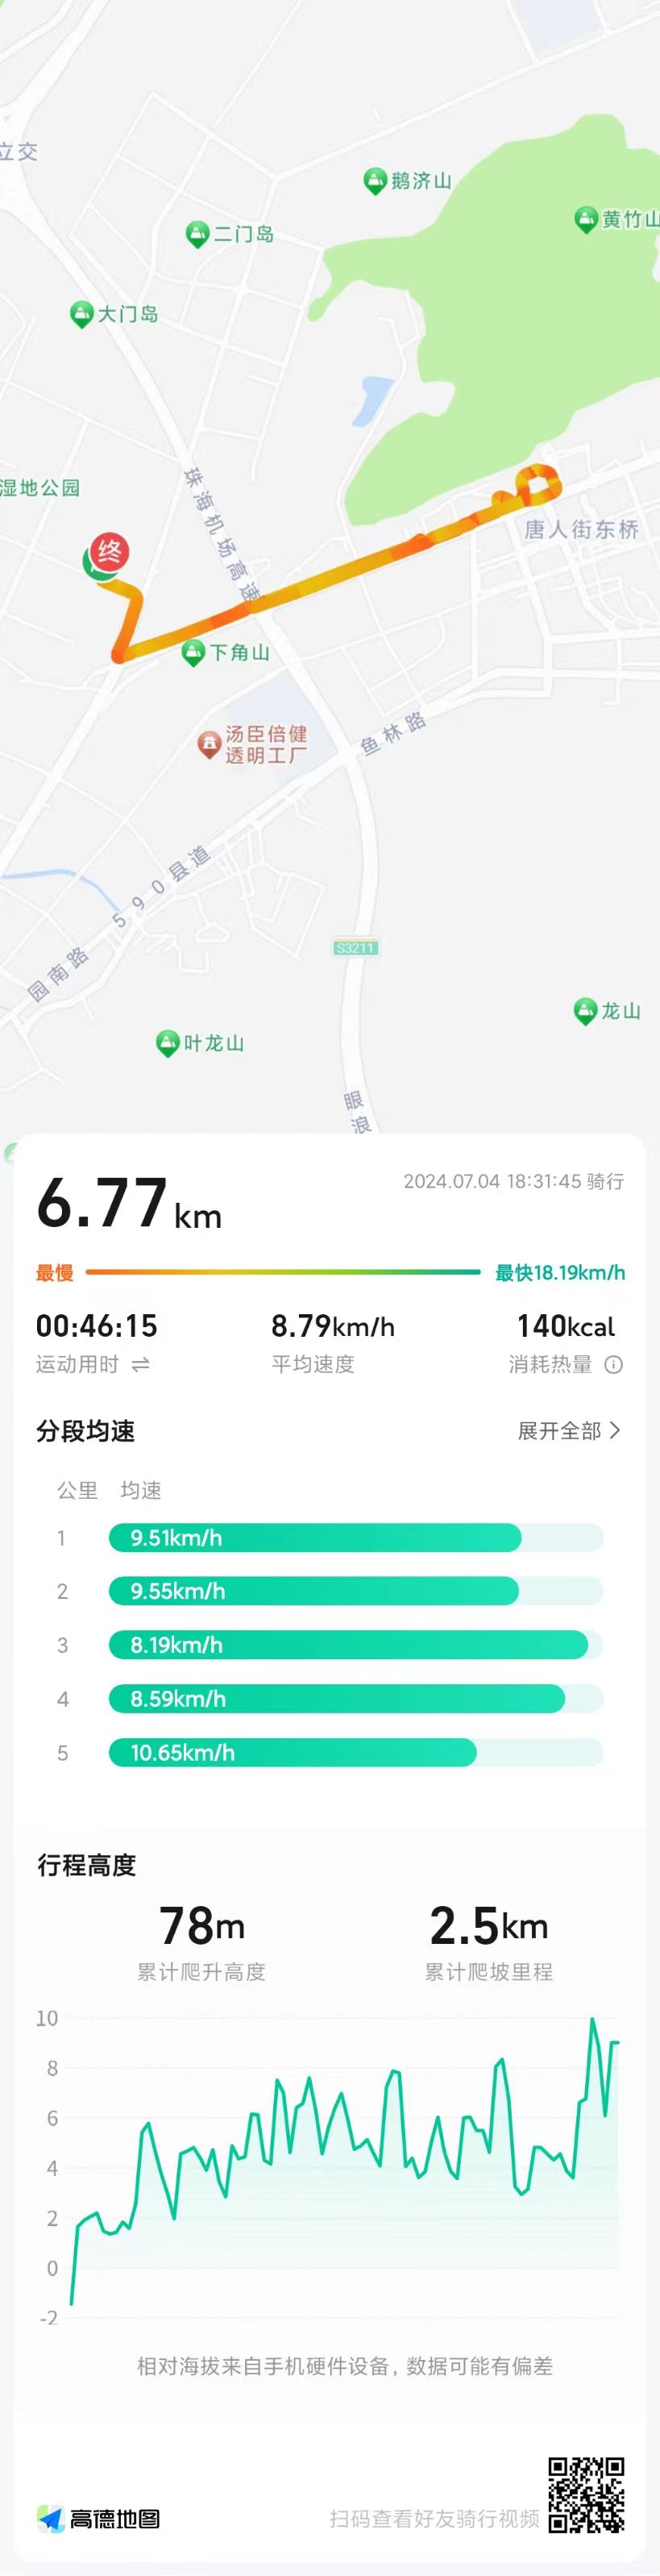 立交
鹅济山
黄竹山
二门岛
大门岛
珠海机场高速
湿地公园
唐人街东桥
终
下角山
汤臣倍健
透明工厂
鱼林路
590县道
S3211
园南路
龙山
叶龙山
眼浪
6.77km
2024.07.04 18:31:45 骑行
最慢
最快18.19km/h
00:46:15
8.79km/h
140kcal
运动用时
平均速度
消耗热量
分段均速
展开全部
公里 均速
1 9.51km/h
2 9.55km/h
3 8.19km/h
4 8.59km/h
5 10.65km/h
行程高度
78m
2.5km
累计爬升高度
累计爬坡里程
10
8
6
4
2
0
-2
相对海拔来自手机硬件设备，数据可能有偏差
高德地图
扫码查看好友骑行视频